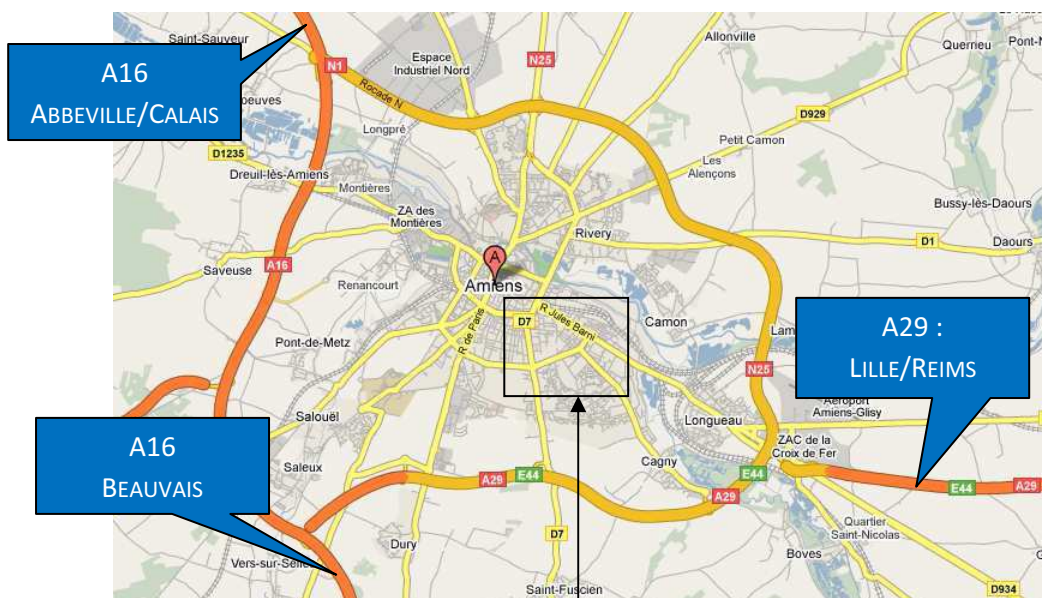 A16
ABBEVILLE/CALAIS
Saint-Sauveur
N1
Espace
Industriel Nord
N25
Allonville
Querrieu
Rocade N
Longpré
D929
Petit Camon
D1235
Dreuil-lès-Amiens
Montières
Les
Alençons
ZA des
Montières
Rivery
Bussy-lès-Daours
D1
Daours
A16
Saveuse
Renancourt
A
Amiens
R de Paris
D7
R Jules Barni
Camon
Pont-de-Metz
A29 :
LILLE/REIMS
N25
Aéroport
Amiens-Glisy
Salouël
Longueau
ZAC de la
Croix de Fer
A16
BEAUVAIS
Saleux
A29
E44
Cagny
E44
A29
E44
A29
D7
Dury
Quartier
Saint-Nicolas
Boves
Saint-Fuscien
D934